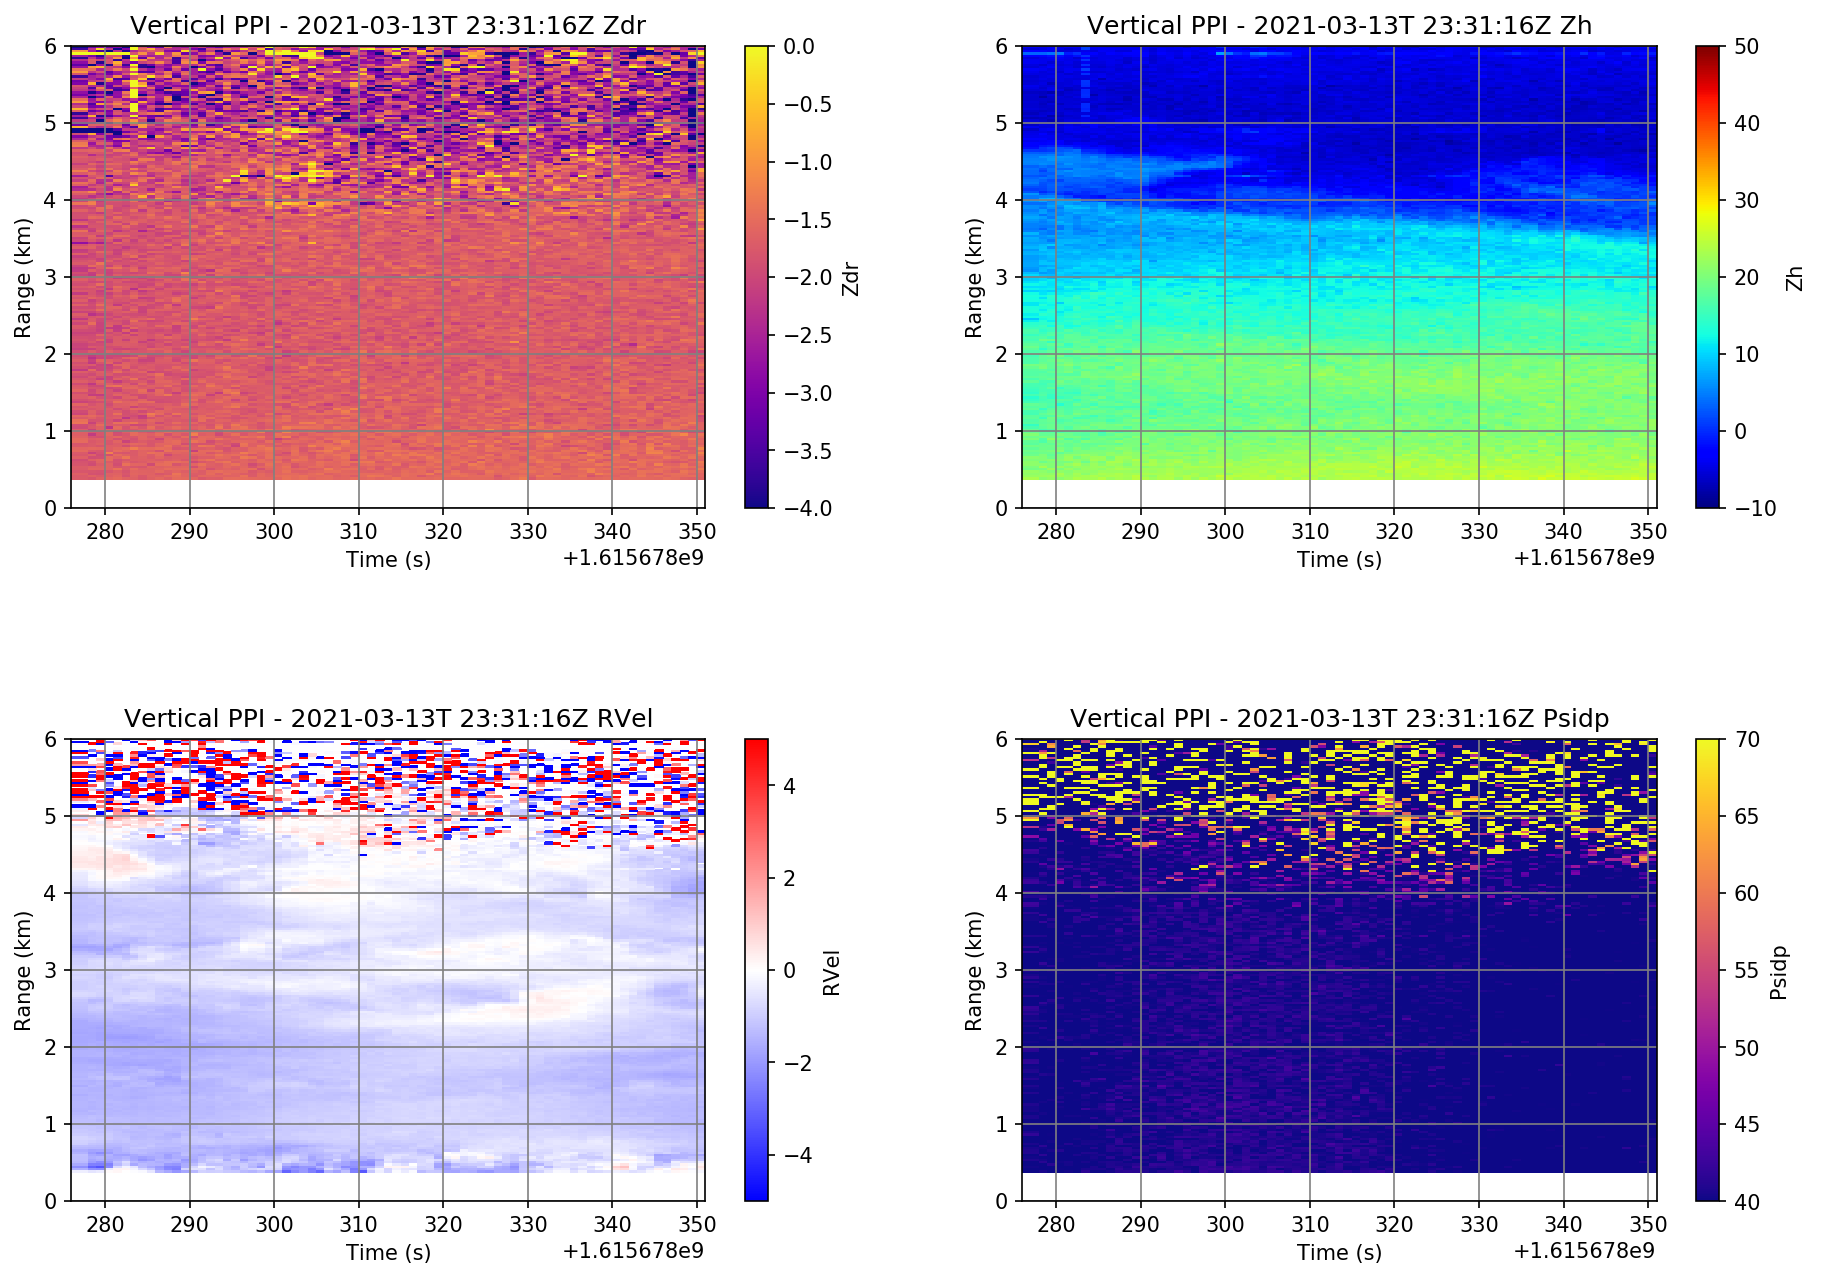 Vertical PPI - 2021-03-13T 23:31:16Z Zdr
6
5
4
3
2
1
0
Range (km)
280 290 300 310 320 330 340 350
Time (s)
+1.615678e9
0.0
−0.5
−1.0
−1.5
−2.0
−2.5
−3.0
−3.5
−4.0
Zdr
Vertical PPI - 2021-03-13T 23:31:16Z Zh
6
5
4
3
2
1
0
Range (km)
280 290 300 310 320 330 340 350
Time (s)
+1.615678e9
50
40
30
20
10
0
−10
Zh
Vertical PPI - 2021-03-13T 23:31:16Z RVel
6
5
4
3
2
1
0
Range (km)
280 290 300 310 320 330 340 350
Time (s)
+1.615678e9
4
2
0
−2
−4
RVel
Vertical PPI - 2021-03-13T 23:31:16Z Psidp
6
5
4
3
2
1
0
Range (km)
280 290 300 310 320 330 340 350
Time (s)
+1.615678e9
70
65
60
55
50
45
40
Psidp